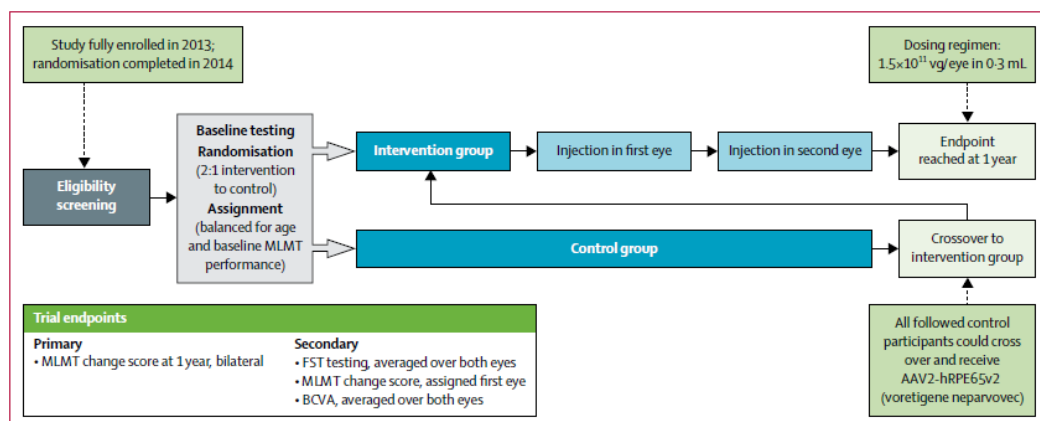 Study fully enrolled in 2013;
randomisation completed in 2014
Dosing regimen:
1.5×10¹¹ vg/eye in 0·3 mL
Eligibility
screening
Baseline testing
Randomisation
(2:1 intervention
to control)
Assignment
(balanced for age
and baseline MLMT
performance)
Intervention group
Injection in first eye
Injection in second eye
Endpoint
reached at 1 year
Control group
Crossover to
intervention group
All followed control
participants could cross
over and receive
AAV2-hRPE65v2
(voretigene neparvovec)
Trial endpoints
Primary
• MLMT change score at 1 year, bilateral
Secondary
• FST testing, averaged over both eyes
• MLMT change score, assigned first eye
• BCVA, averaged over both eyes